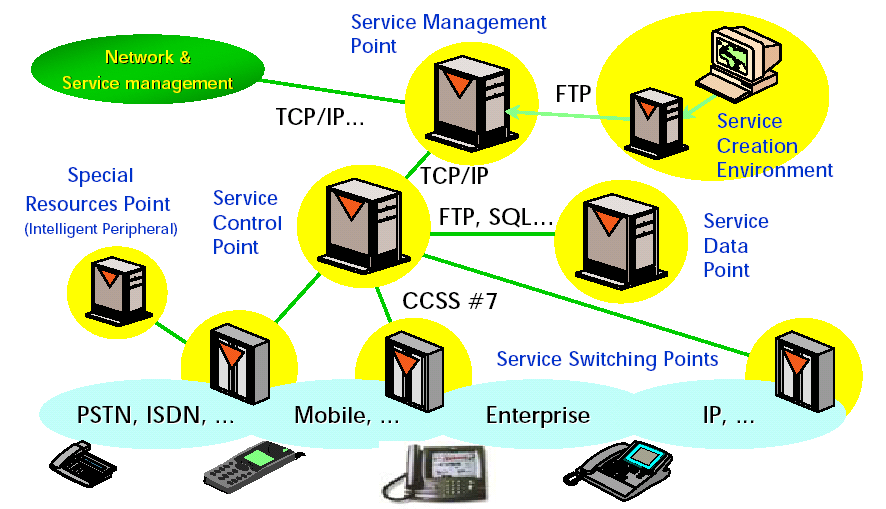 Service Management
Point
Network &
Service management
FTP
TCP/IP...
Service
Creation
Environment
TCP/IP
Special
Resources Point
(Intelligent Peripheral)
Service
Control
Point
FTP, SQL...
Service
Data
Point
CCSS #7
Service Switching Points
PSTN, ISDN, ...
Mobile, ...
Enterprise
IP, ...